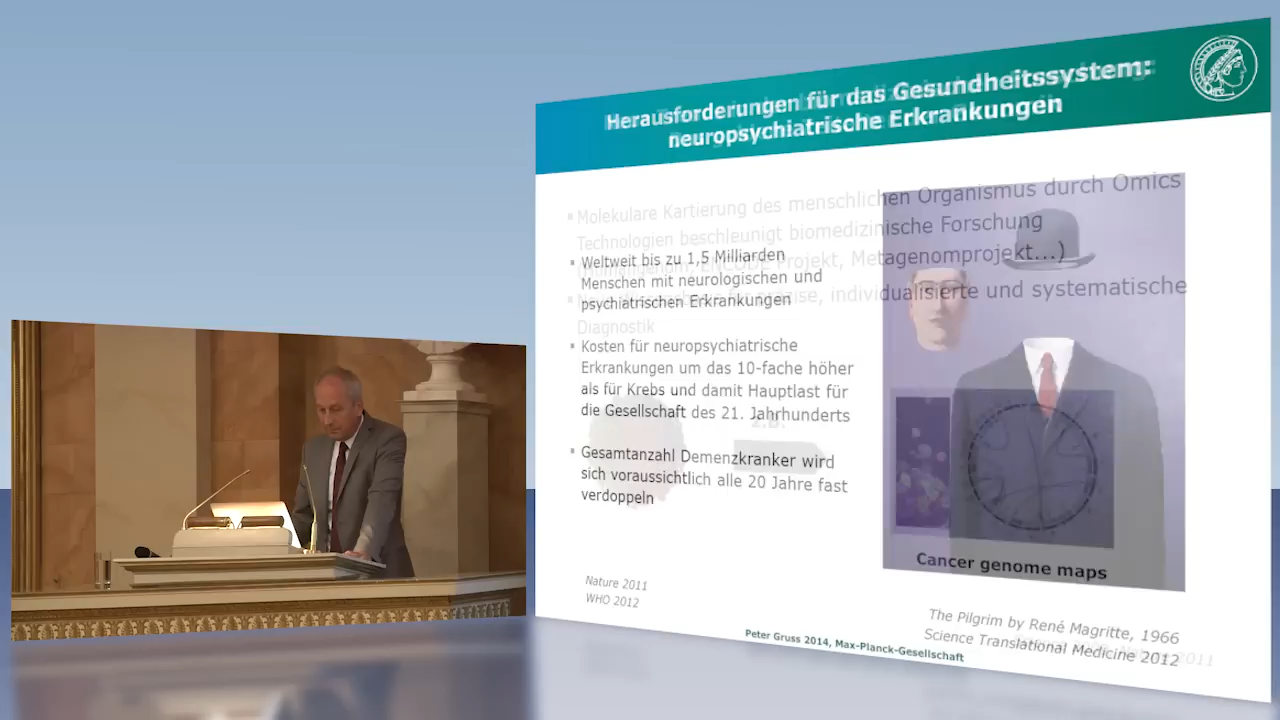 Herausforderungen für das Gesundheitssystem:
neuropsychiatrische Erkrankungen
Molekulare Kartierung des menschlichen Organismus durch Omics
Technologien beschleunigt biomedizinische Forschung
Projekt, Metagenomprojekt...)
individualisierte und systematische
Diagnostik
Weltweit bis zu 1,5 Milliarden
Menschen mit neurologischen und
psychiatrischen Erkrankungen
Kosten für neuropsychiatrische
Erkrankungen um das 10-fache höher
als für Krebs und damit Hauptlast für
die Gesellschaft des 21. Jahrhunderts
z.B.
Gesamtanzahl Demenzkranker wird
sich voraussichtlich alle 20 Jahre fast
verdoppeln
Cancer genome maps
Nature 2011
WHO 2012
The Pilgrim by René Magritte, 1966
Science Translational Medicine 2012
Peter Gruss 2014, Max-Planck-Gesellschaft